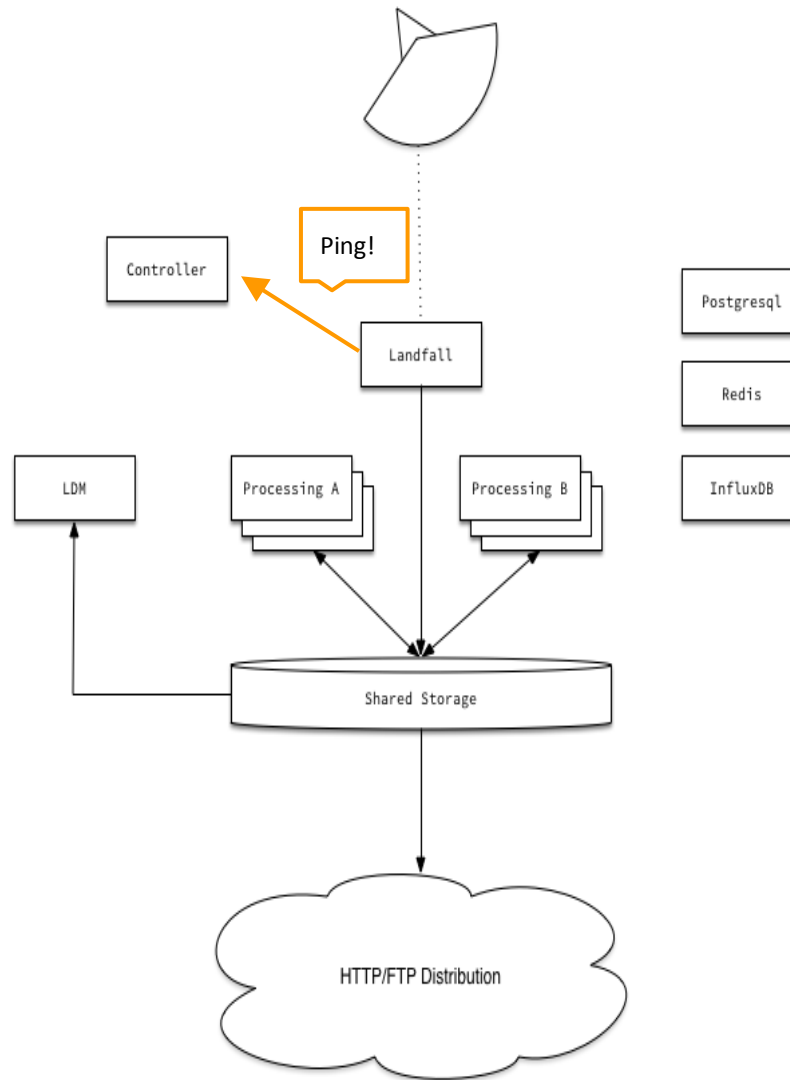 Ping!
Controller
Postgresql
Landfall
Redis
LDM
Processing A
Processing B
InfluxDB
Shared Storage
HTTP/FTP Distribution